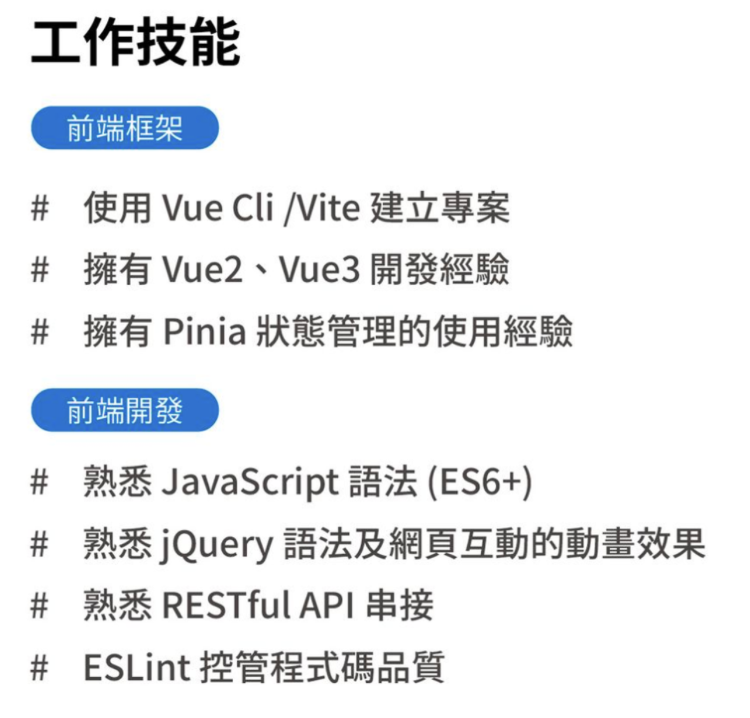 工作技能
前端框架
# 使用 Vue Cli /Vite 建立專案
# 擁有 Vue2、Vue3 開發經驗
# 擁有 Pinia 狀態管理的使用經驗
前端開發
# 熟悉 JavaScript 語法 (ES6+)
# 熟悉 jQuery 語法及網頁互動的動畫效果
# 熟悉 RESTful API 串接
# ESLint 控管程式碼品質